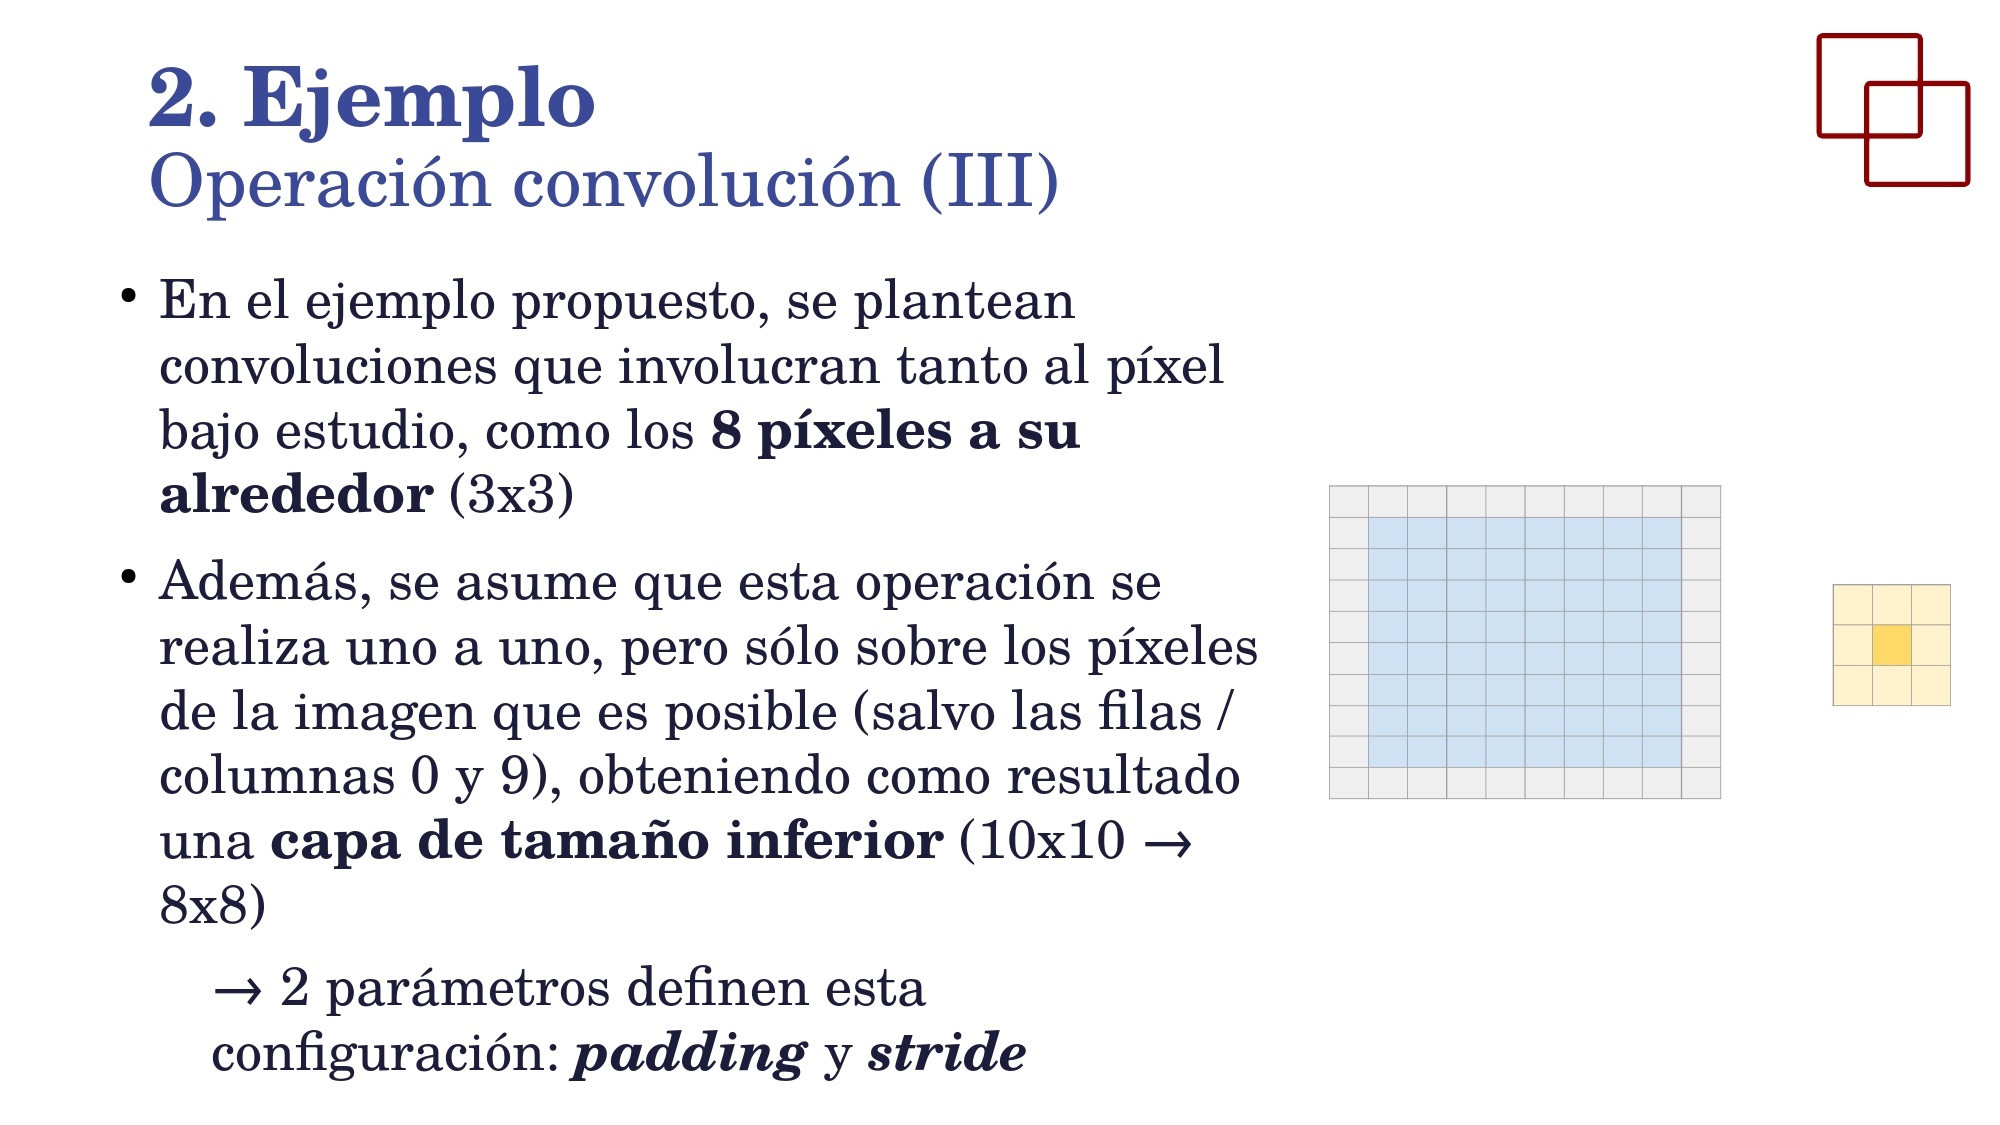 2. Ejemplo
Operación convolución (III)
• En el ejemplo propuesto, se plantean
convoluciones que involucran tanto al píxel
bajo estudio, como los 8 píxeles a su
alrededor (3x3)
• Además, se asume que esta operación se
realiza uno a uno, pero sólo sobre los píxeles
de la imagen que es posible (salvo las filas /
columnas 0 y 9), obteniendo como resultado
una capa de tamaño inferior (10x10 →
8x8)
→ 2 parámetros definen esta
configuración: padding y stride